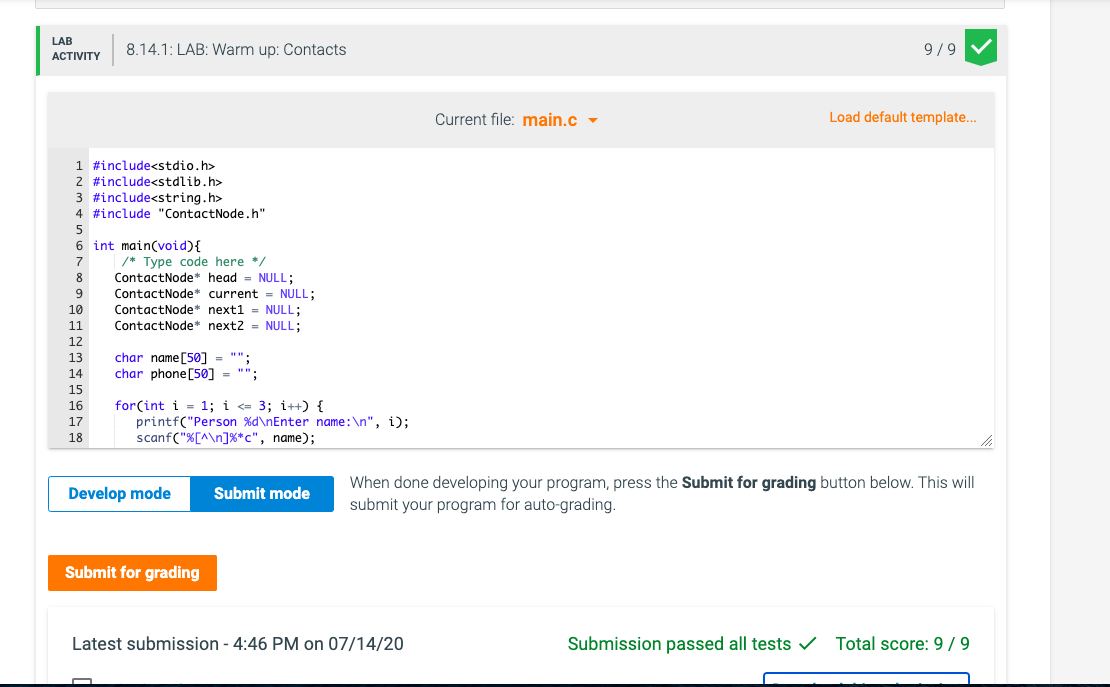 LAB
ACTIVITY
8.14.1: LAB: Warm up: Contacts
9 / 9
Current file: main.c
Load default template...
1 #include<stdio.h>
2 #include<stdlib.h>
3 #include<string.h>
4 #include "ContactNode.h"
5
6 int main(void){
7 /* Type code here */
8 ContactNode* head = NULL;
9 ContactNode* current = NULL;
10 ContactNode* next1 = NULL;
11 ContactNode* next2 = NULL;
12
13 char name[50] = "";
14 char phone[50] = "";
15
16 for(int i = 1; i <= 3; i++) {
17 printf("Person %d\nEnter name:\n", i);
18 scanf("%[^\n]%*c", name);
Develop mode
Submit mode
When done developing your program, press the Submit for grading button below. This will
submit your program for auto-grading.
Submit for grading
Latest submission - 4:46 PM on 07/14/20
Submission passed all tests ✓ Total score: 9 / 9